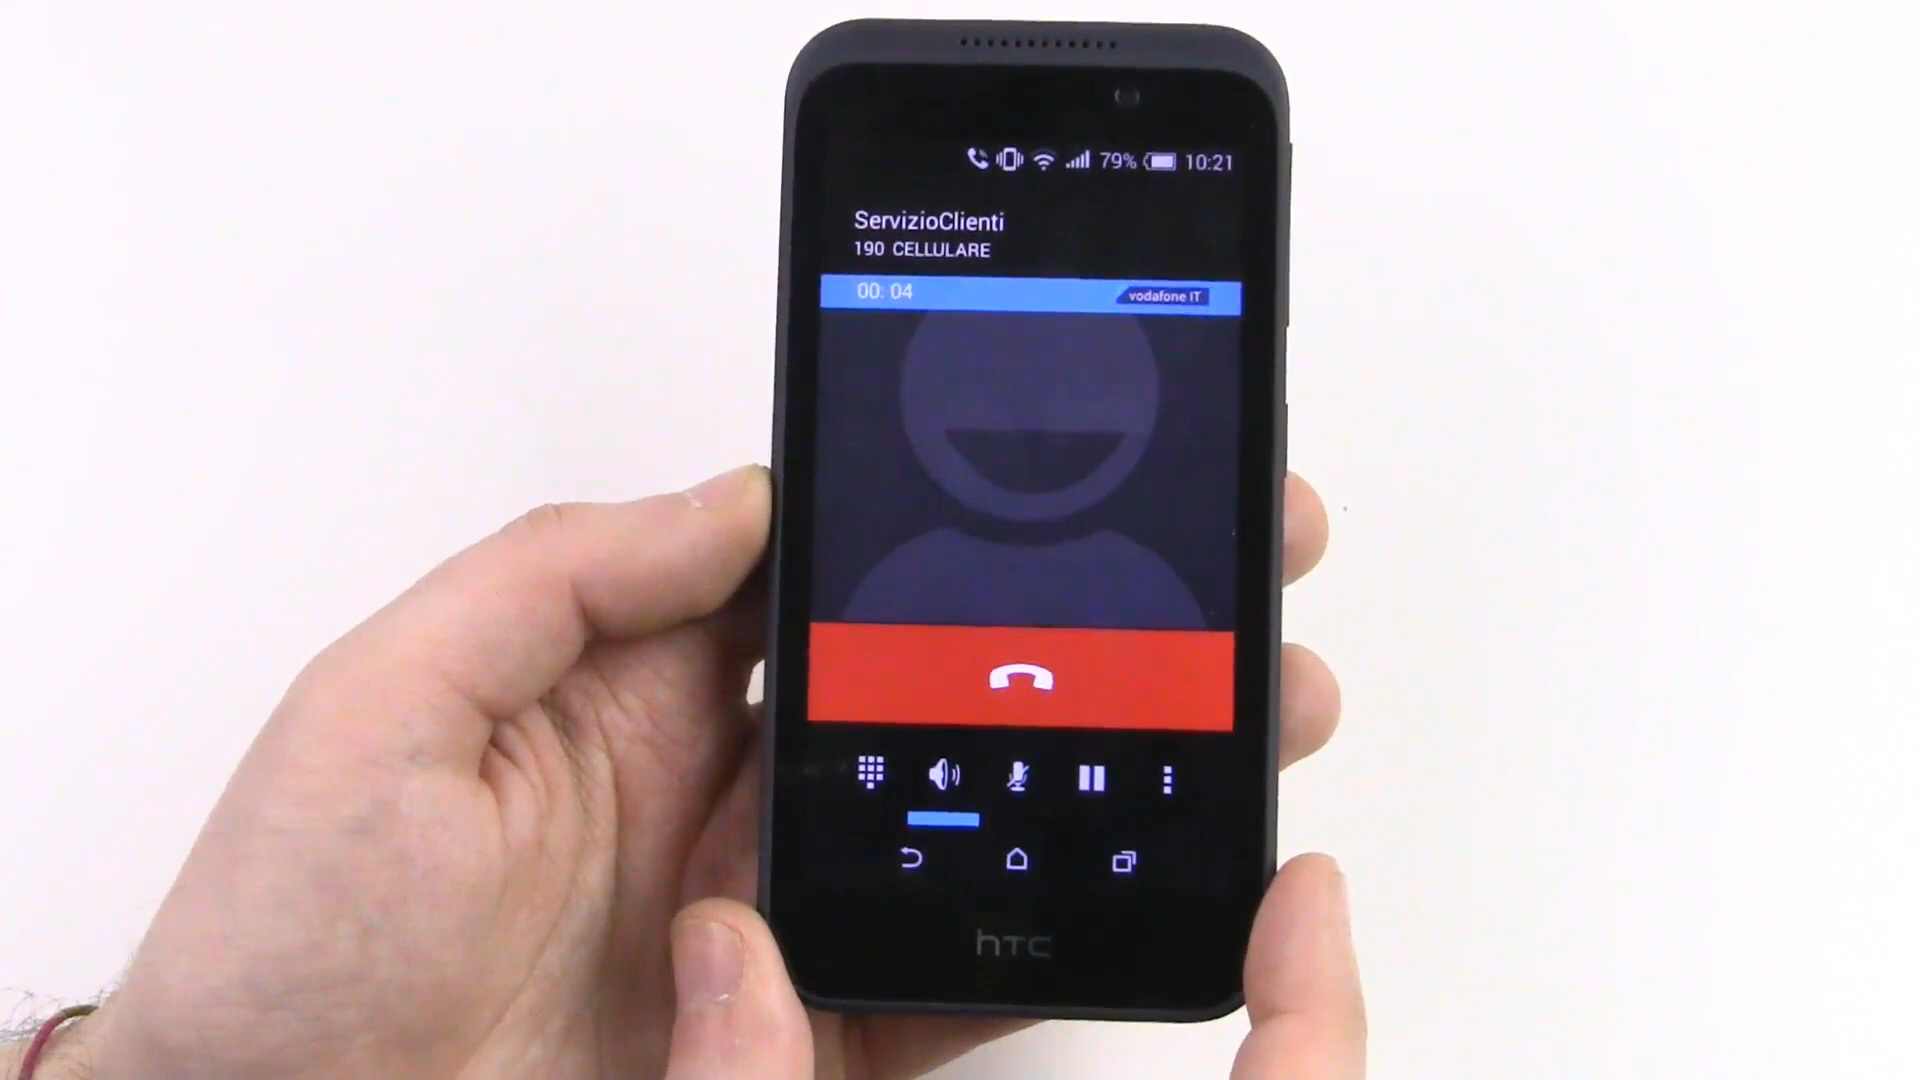 79% 10:21
ServizioClienti
190 CELLULARE
00: 04 vodafone IT
hTC